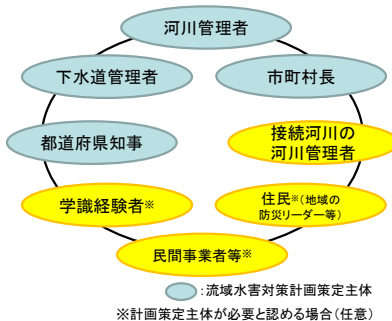 河川管理者
下水道管理者
市町村長
都道府県知事
接続河川の
河川管理者
学識経験者※
住民※(地域の
防災リーダー等)
民間事業者等※
:流域水害対策計画策定主体
※計画策定主体が必要と認める場合(任意)